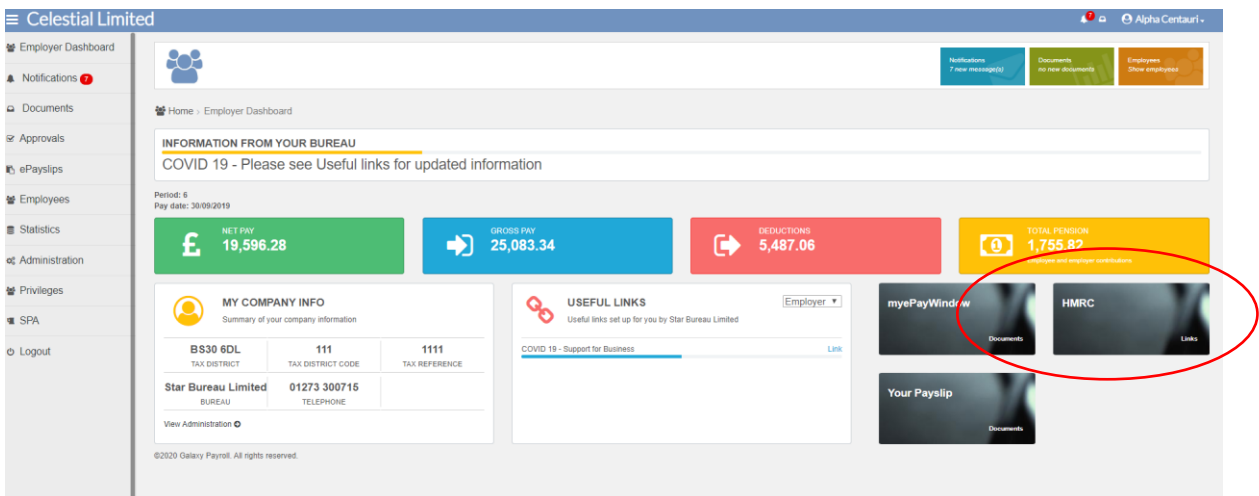 Celestial Limited
7
Alpha Centauri
Employer Dashboard
Notifications 7
Documents
Approvals
ePayslips
Employees
Statistics
Administration
Privileges
SPA
Logout
Notifications
7 new message(s)
Documents
no new documents
Employees
Show employees
Home > Employer Dashboard
INFORMATION FROM YOUR BUREAU
COVID 19 - Please see Useful links for updated information
Period: 6
Pay date: 30/09/2019
£
NET PAY
19,596.28
GROSS PAY
25,083.34
DEDUCTIONS
5,487.06
1
TOTAL PENSION
1,755.82
employee and employer contributions
MY COMPANY INFO
Summary of your company information
BS30 6DL 111 1111
TAX DISTRICT TAX DISTRICT CODE TAX REFERENCE
Star Bureau Limited 01273 300715
BUREAU TELEPHONE
View Administration
USEFUL LINKS
Employer
Useful links set up for you by Star Bureau Limited
COVID 19 - Support for Business Link
myePayWindow
Documents
HMRC
Links
Your Payslip
Documents
©2020 Galaxy Payroll. All rights reserved.